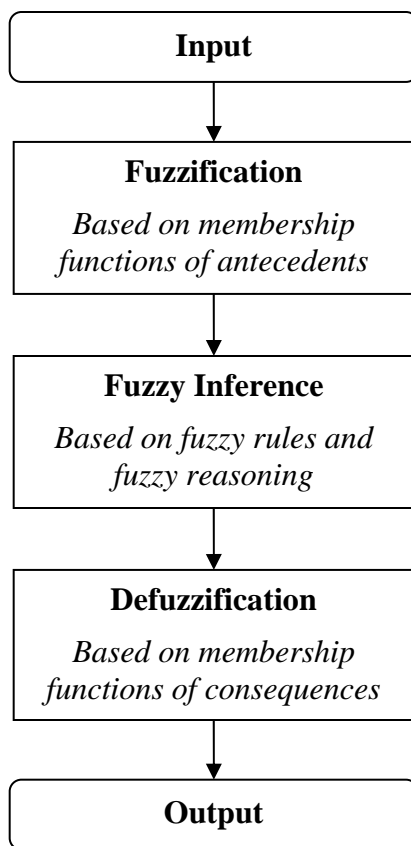 Input
Fuzzification
Based on membership
functions of antecedents
Fuzzy Inference
Based on fuzzy rules and
fuzzy reasoning
Defuzzification
Based on membership
functions of consequences
Output